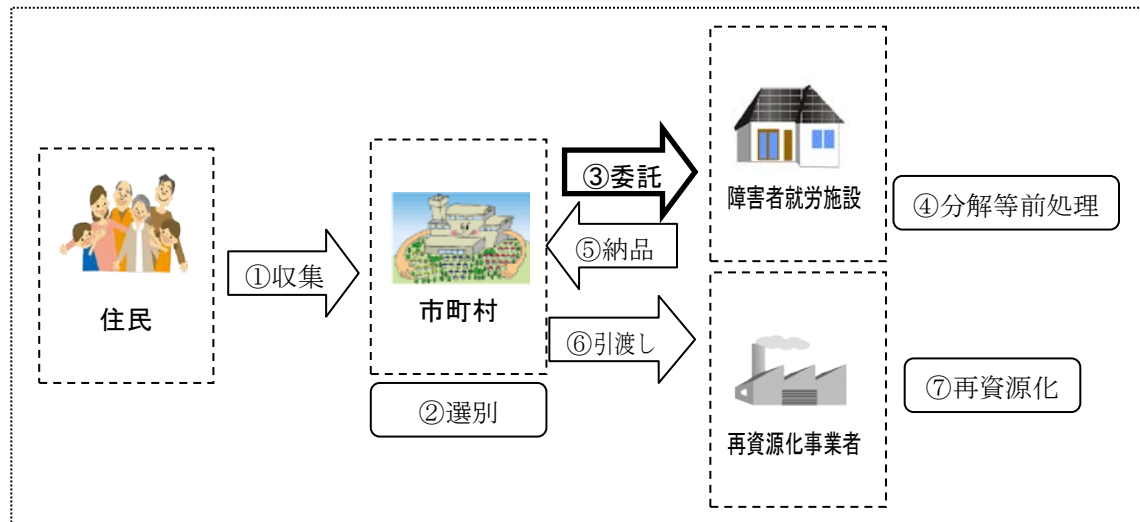 住民
①収集
市町村
②選別
③委託
障害者就労施設
④分解等前処理
⑤納品
⑥引渡し
再資源化事業者
⑦再資源化